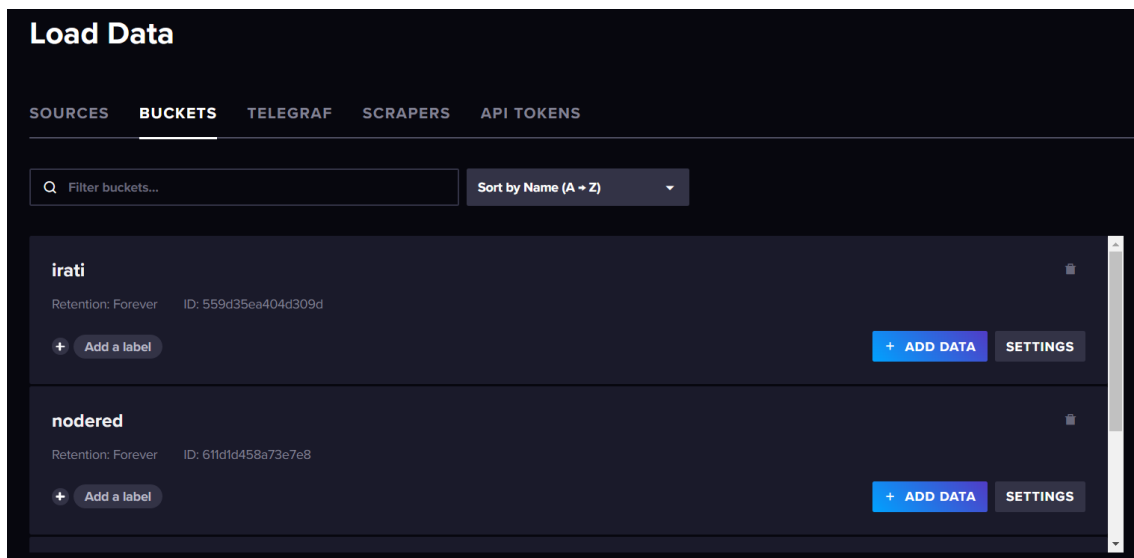 Load Data
SOURCES BUCKETS TELEGRAF SCRAPERS API TOKENS
Filter buckets... Sort by Name (A → Z)
irati
Retention: Forever ID: 559d35ea404d309d
+ Add a label + ADD DATA SETTINGS
nodered
Retention: Forever ID: 611d1d458a73e7e8
+ Add a label + ADD DATA SETTINGS